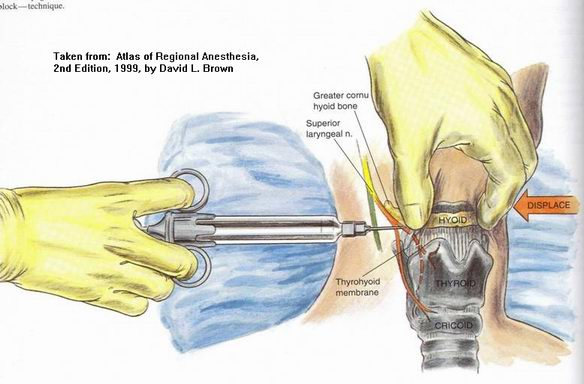 block—technique.
Taken from: Atlas of Regional Anesthesia,
2nd Edition, 1999, by David L. Brown
Greater cornu
hyoid bone
Superior
laryngeal n.
DISPLACE
HYOID
Thyrohyoid
membrane
THYROID
CRICOID